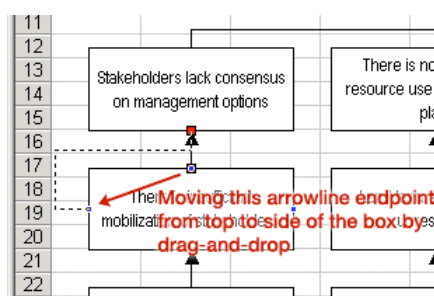 11
12
13
14
15
16
17
18
19
20
21
22
Stakeholders lack consensus
on management options
There is no
resource use
pla
Moving this arrowline endpoint
from top to side of the box by
drag-and-drop